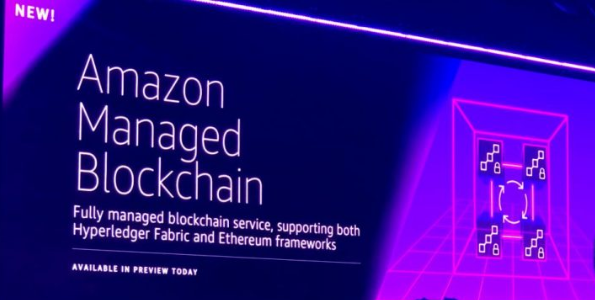 NEW!
Amazon
Managed
Blockchain
Fully managed blockchain service, supporting both
Hyperledger Fabric and Ethereum frameworks
AVAILABLE IN PREVIEW TODAY